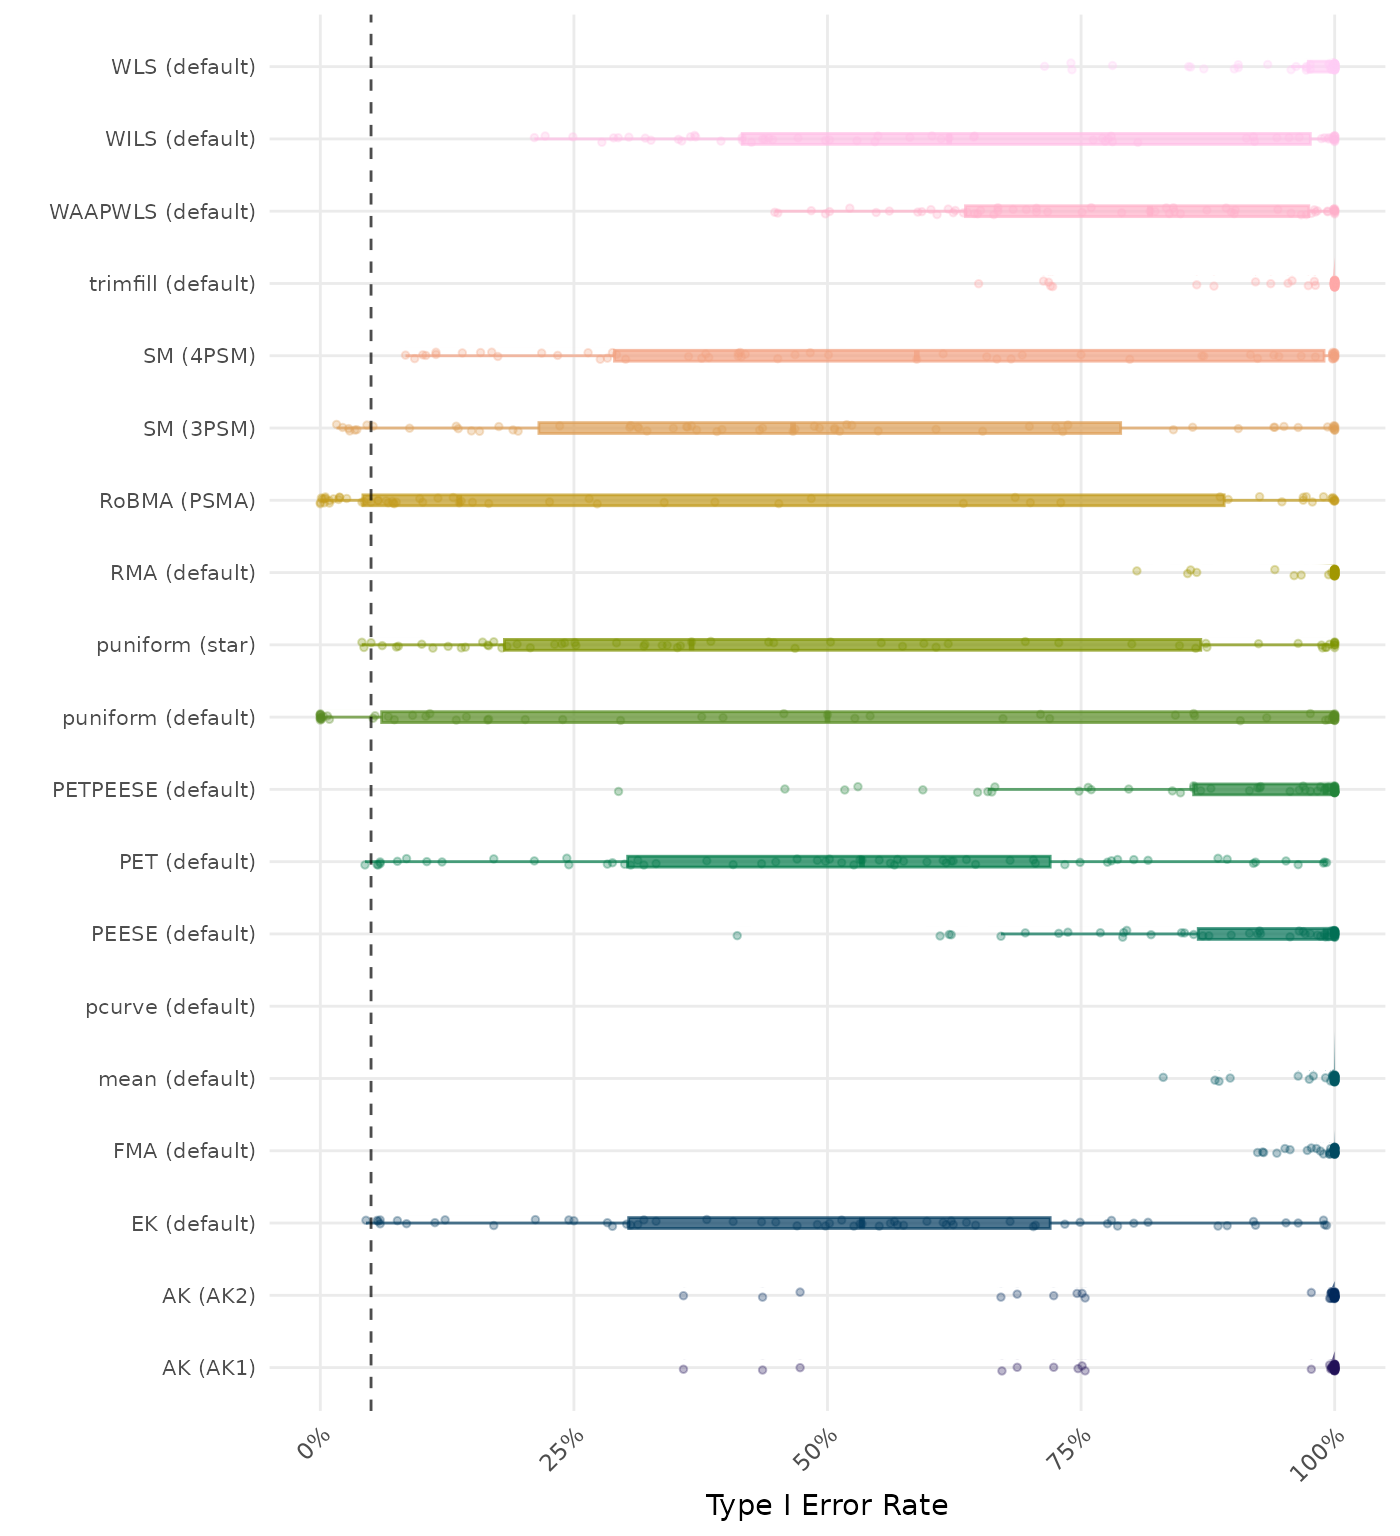 WLS (default)
WILS (default)
WAAPWLS (default)
trimfill (default)
SM (4PSM)
SM (3PSM)
RoBMA (PSMA)
RMA (default)
puniform (star)
puniform (default)
PETPEESE (default)
PET (default)
PEESE (default)
pcurve (default)
mean (default)
FMA (default)
EK (default)
AK (AK2)
AK (AK1)
0%
25%
50%
75%
100%
Type I Error Rate